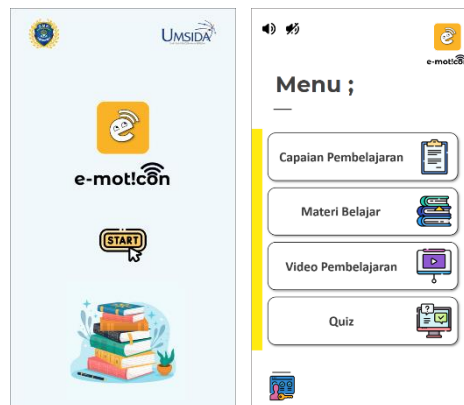 UMSIDA
e-mot!con
START
e-mot!con
Menu ;
Capaian Pembelajaran
Materi Belajar
Video Pembelajaran
Quiz